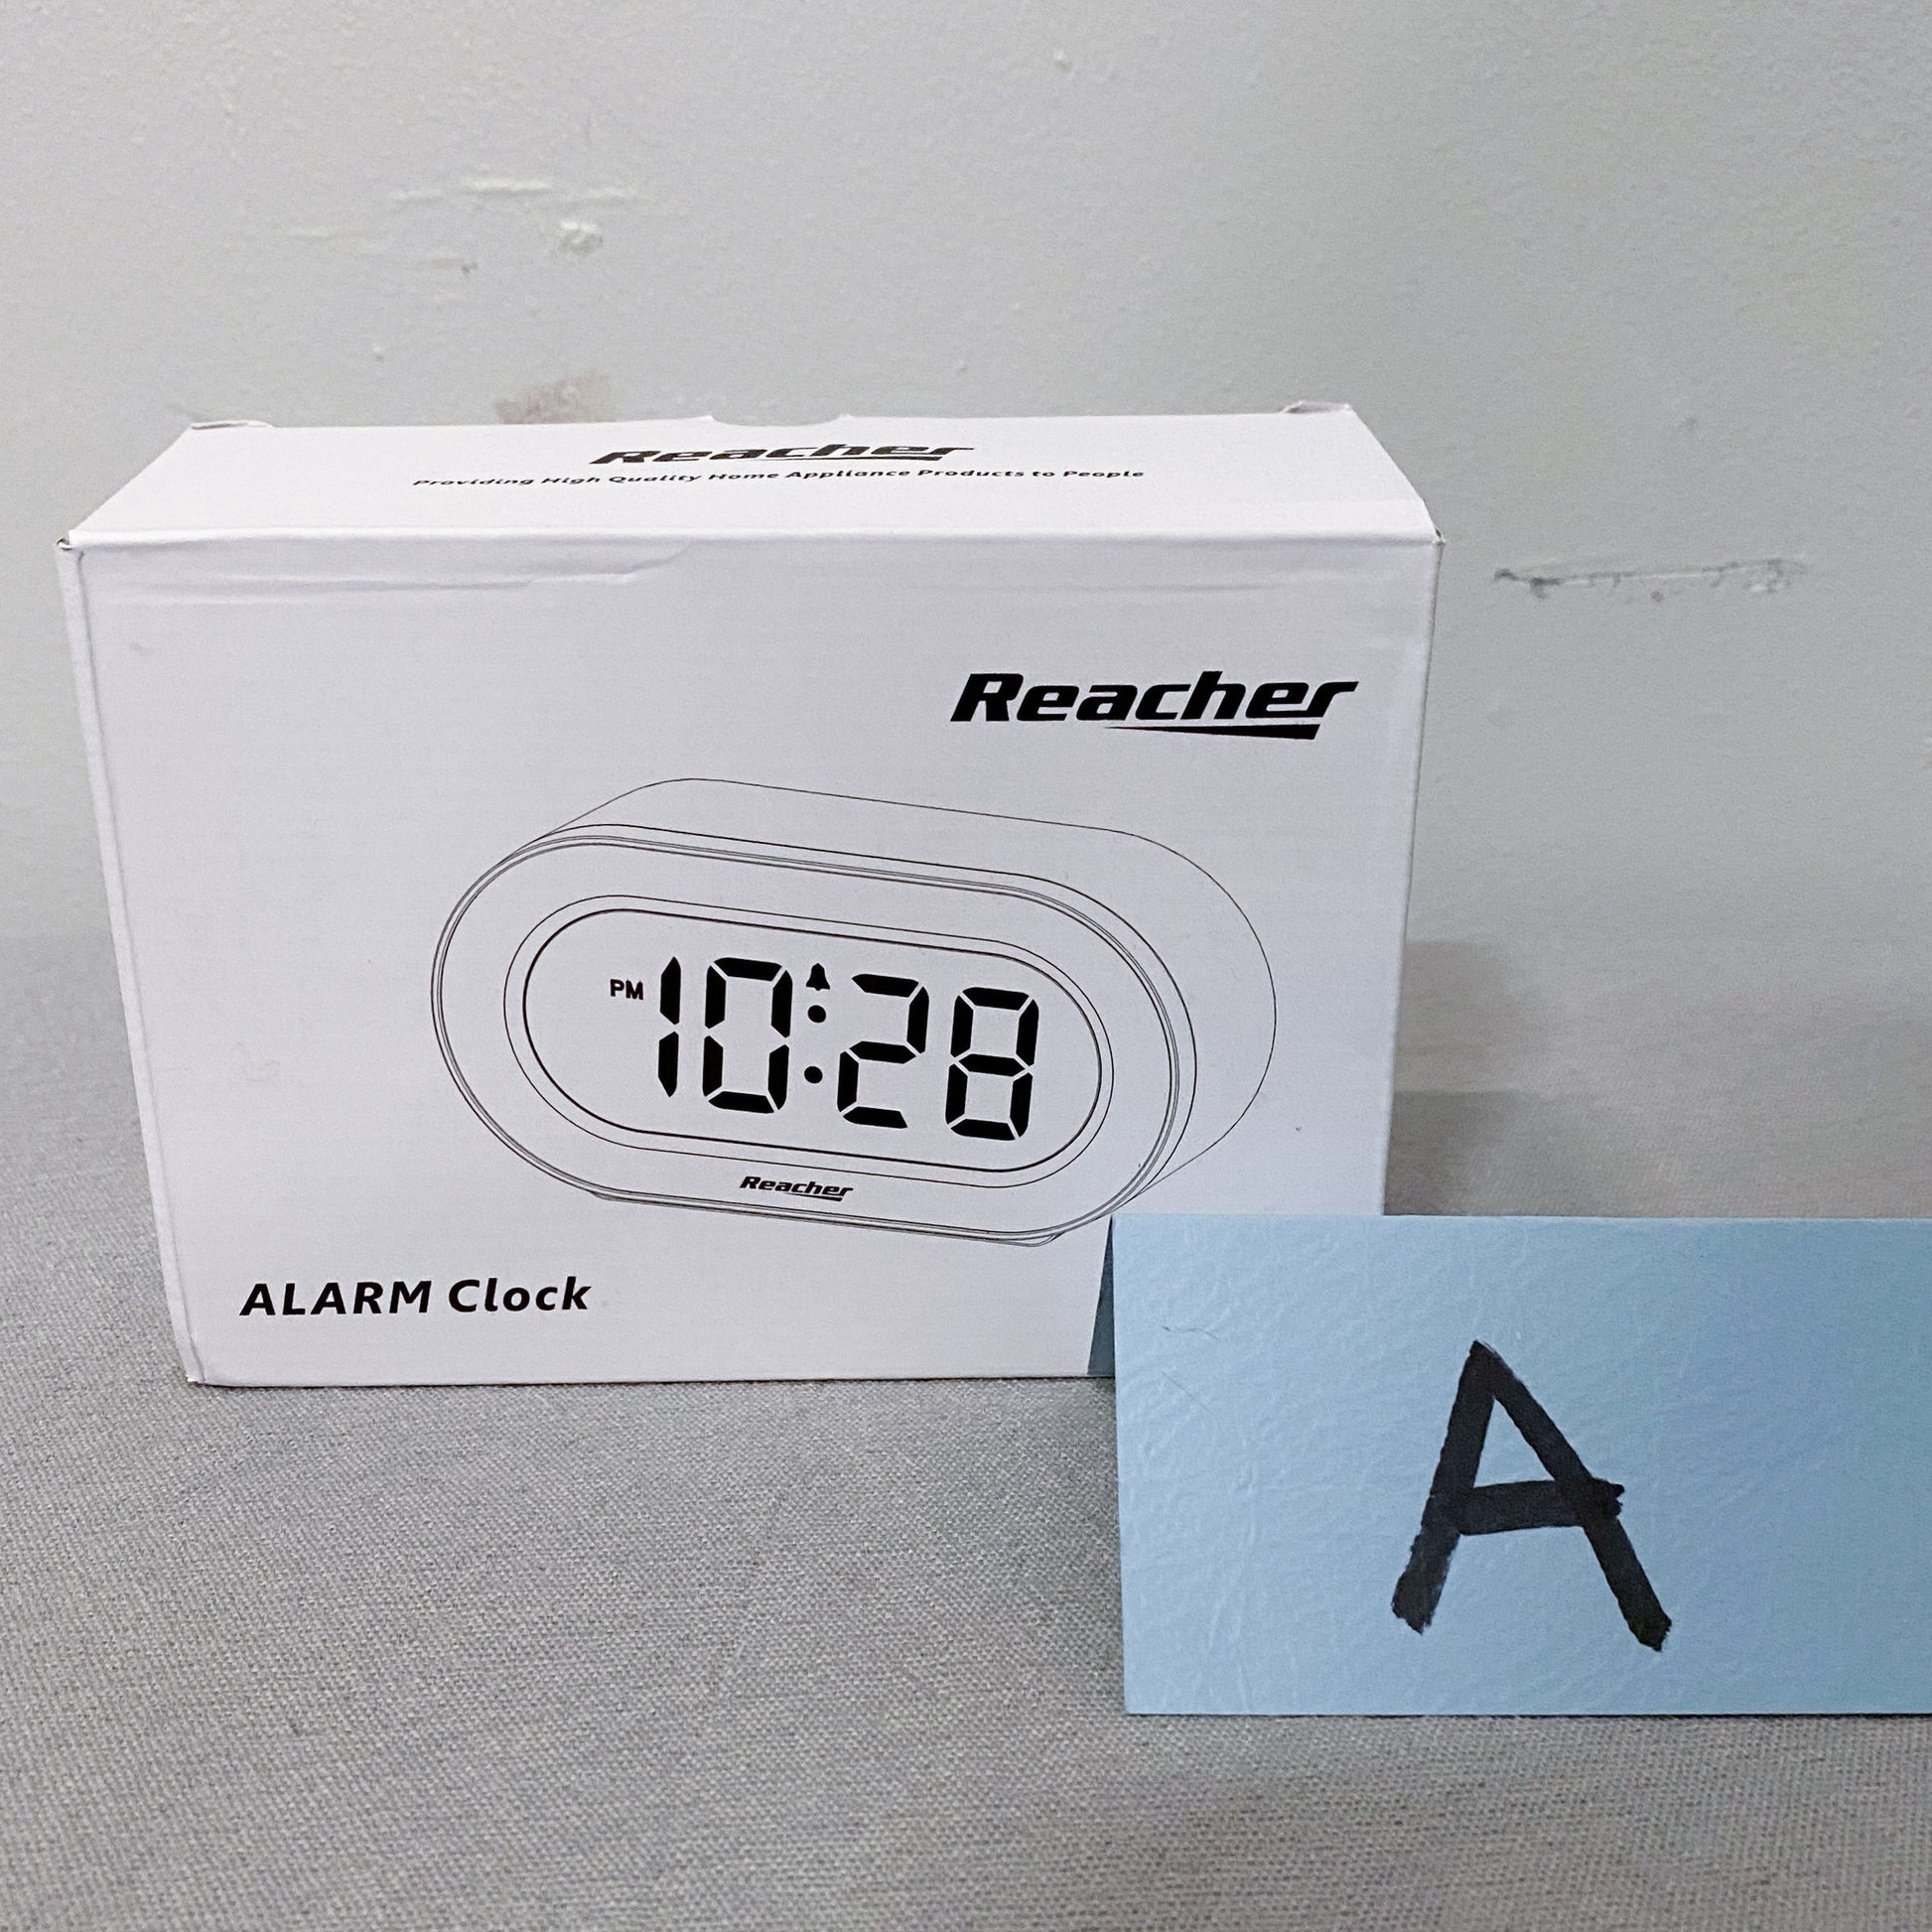 Reacher
Providing High Quality Home Appliance Products to People
Reacher
PM 10:28
Reacher
ALARM Clock
A